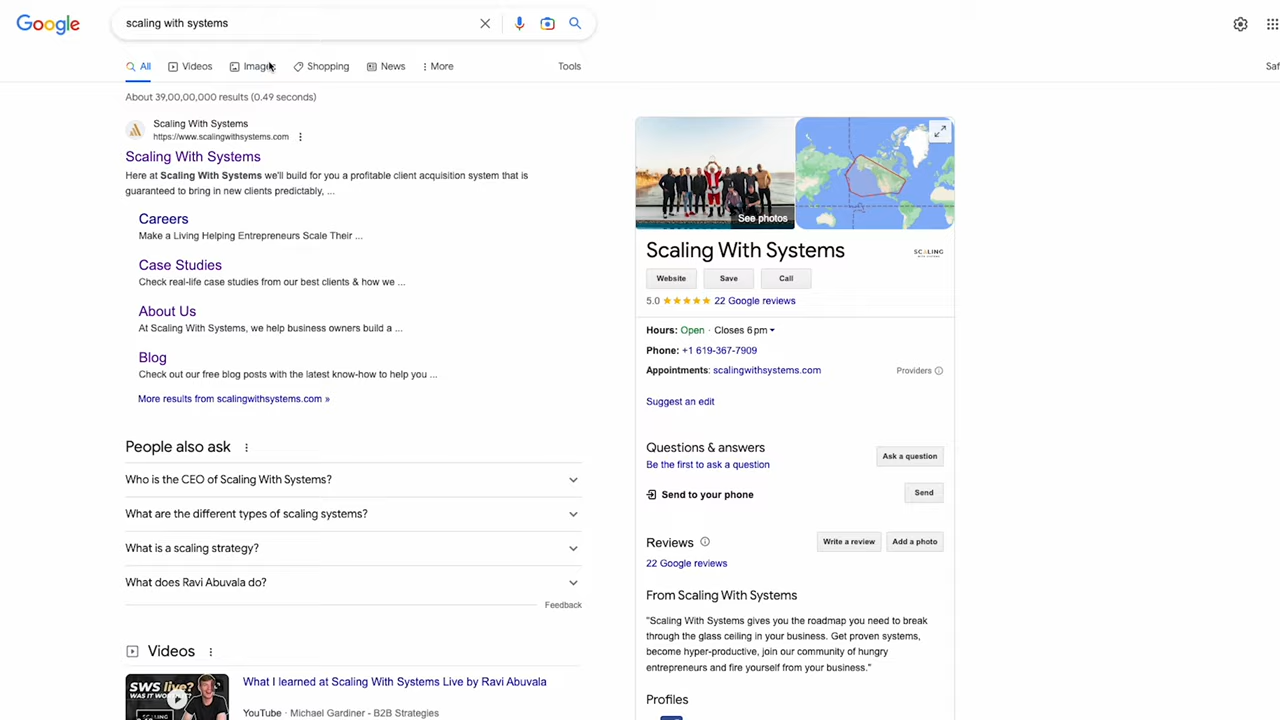 Google
scaling with systems
All
Videos
Images
Shopping
News
More
Tools
Saf
About 39,00,00,000 results (0.49 seconds)
Scaling With Systems
https://www.scalingwithsystems.com
Scaling With Systems
Here at Scaling With Systems we'll build for you a profitable client acquisition system that is
guaranteed to bring in new clients predictably, ...
Careers
Make a Living Helping Entrepreneurs Scale Their ...
Case Studies
Check real-life case studies from our best clients & how we ...
About Us
At Scaling With Systems, we help business owners build a ...
Blog
Check out our free blog posts with the latest know-how to help you ...
More results from scalingwithsystems.com »
People also ask
Who is the CEO of Scaling With Systems?
What are the different types of scaling systems?
What is a scaling strategy?
What does Ravi Abuvala do?
Feedback
Videos
SWS live?
WAS IT WORTH IT?
What I learned at Scaling With Systems Live by Ravi Abuvala
YouTube · Michael Gardiner - B2B Strategies
See photos
Scaling With Systems
SCALING
WITH SYSTEMS
Website
Save
Call
5.0
22 Google reviews
Hours: Open · Closes 6 pm
Phone: +1 619-367-7909
Appointments: scalingwithsystems.com
Providers
Suggest an edit
Questions & answers
Be the first to ask a question
Ask a question
Send to your phone
Send
Reviews
Write a review
Add a photo
22 Google reviews
From Scaling With Systems
"Scaling With Systems gives you the roadmap you need to break
through the glass ceiling in your business. Get proven systems,
become hyper-productive, join our community of hungry
entrepreneurs and fire yourself from your business."
Profiles